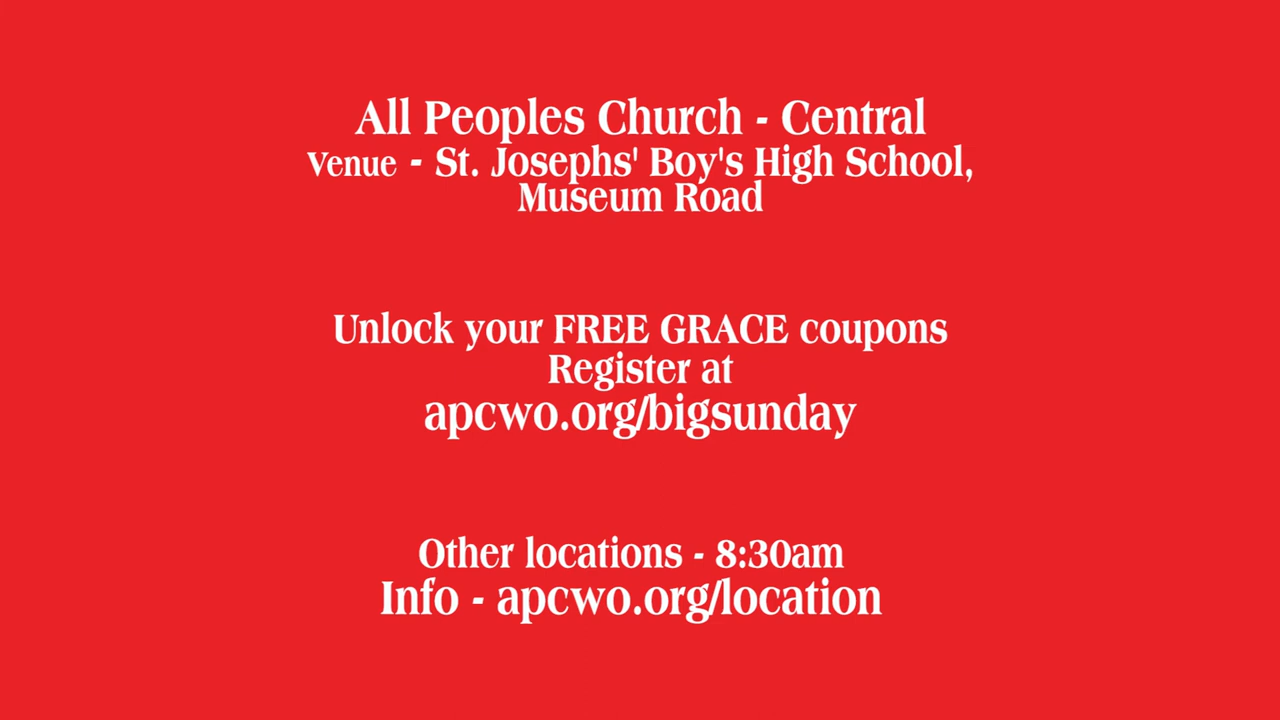 All Peoples Church - Central
Venue - St. Josephs' Boy's High School,
Museum Road
Unlock your FREE GRACE coupons
Register at
apcwo.org/bigsunday
Other locations - 8:30am
Info - apcwo.org/location